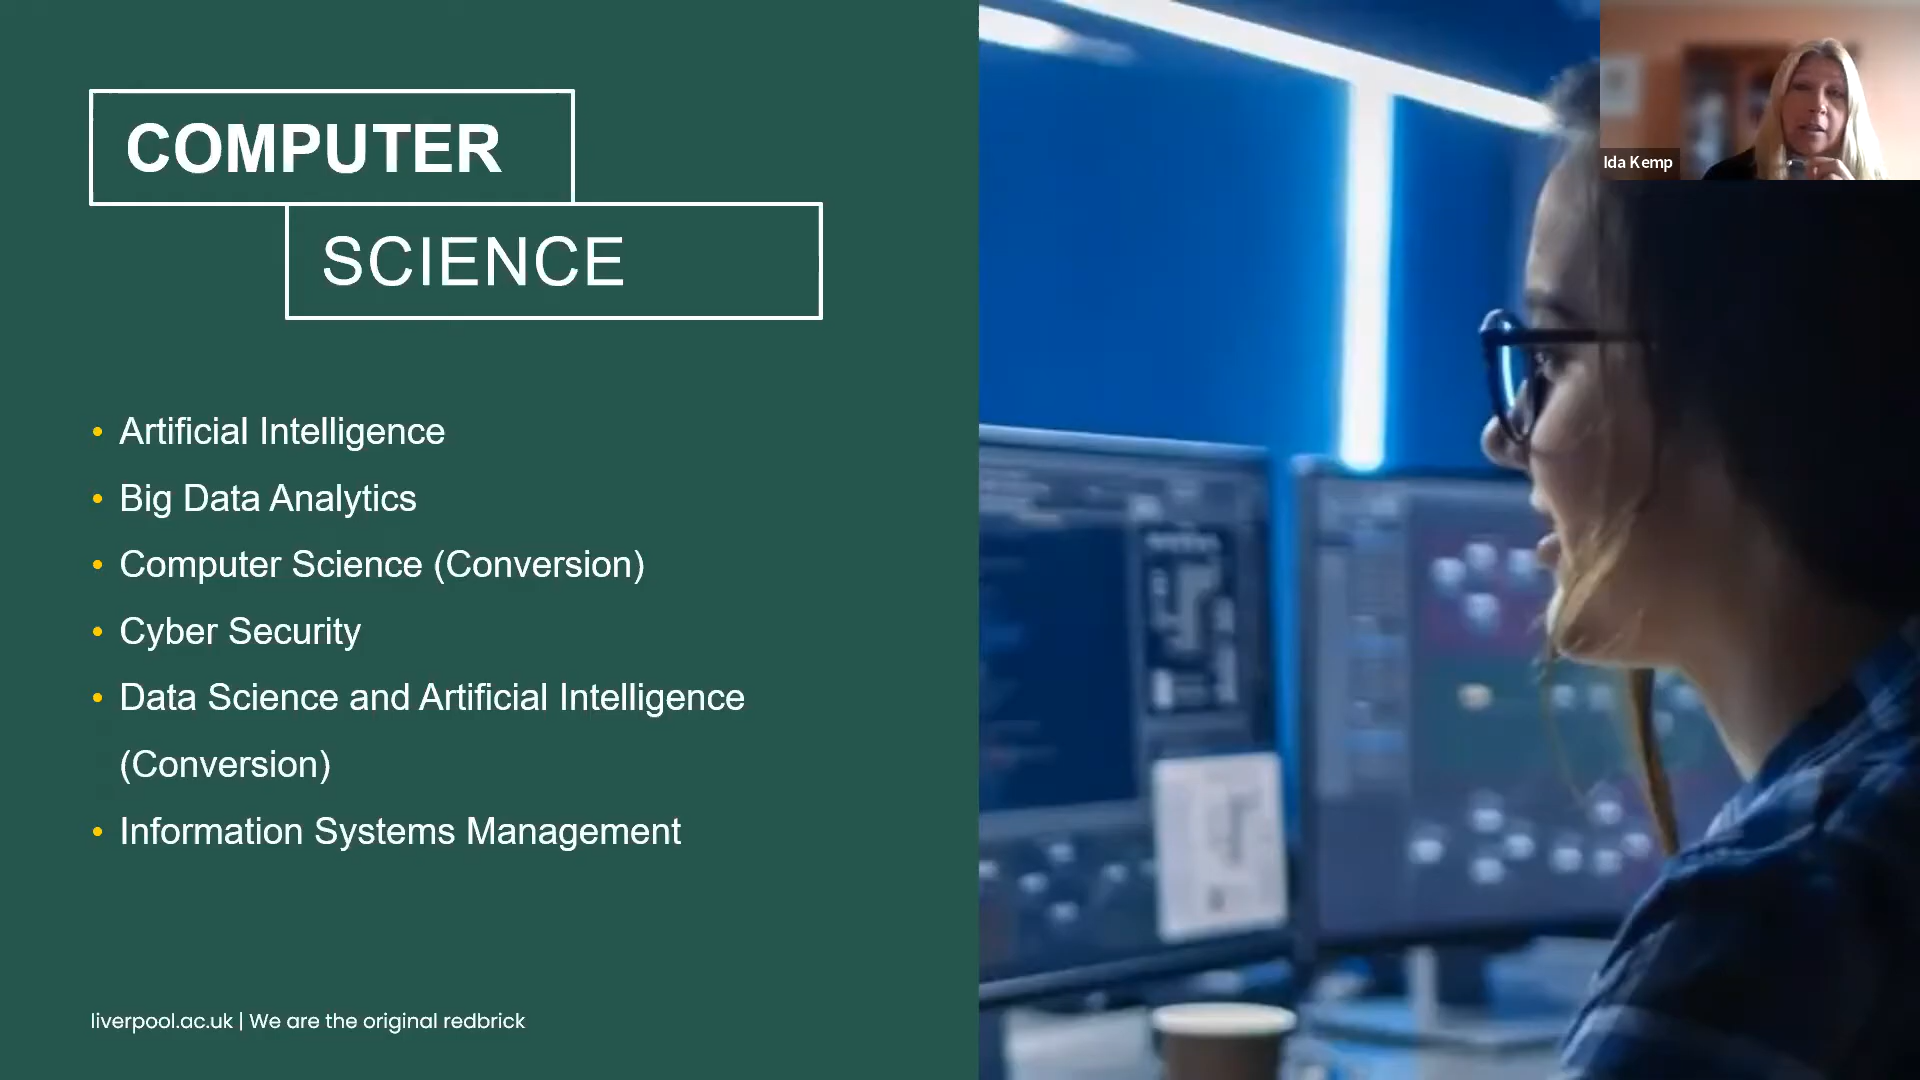 COMPUTER
SCIENCE
• Artificial Intelligence
• Big Data Analytics
• Computer Science (Conversion)
• Cyber Security
• Data Science and Artificial Intelligence
(Conversion)
• Information Systems Management
liverpool.ac.uk | We are the original redbrick
Ida Kemp